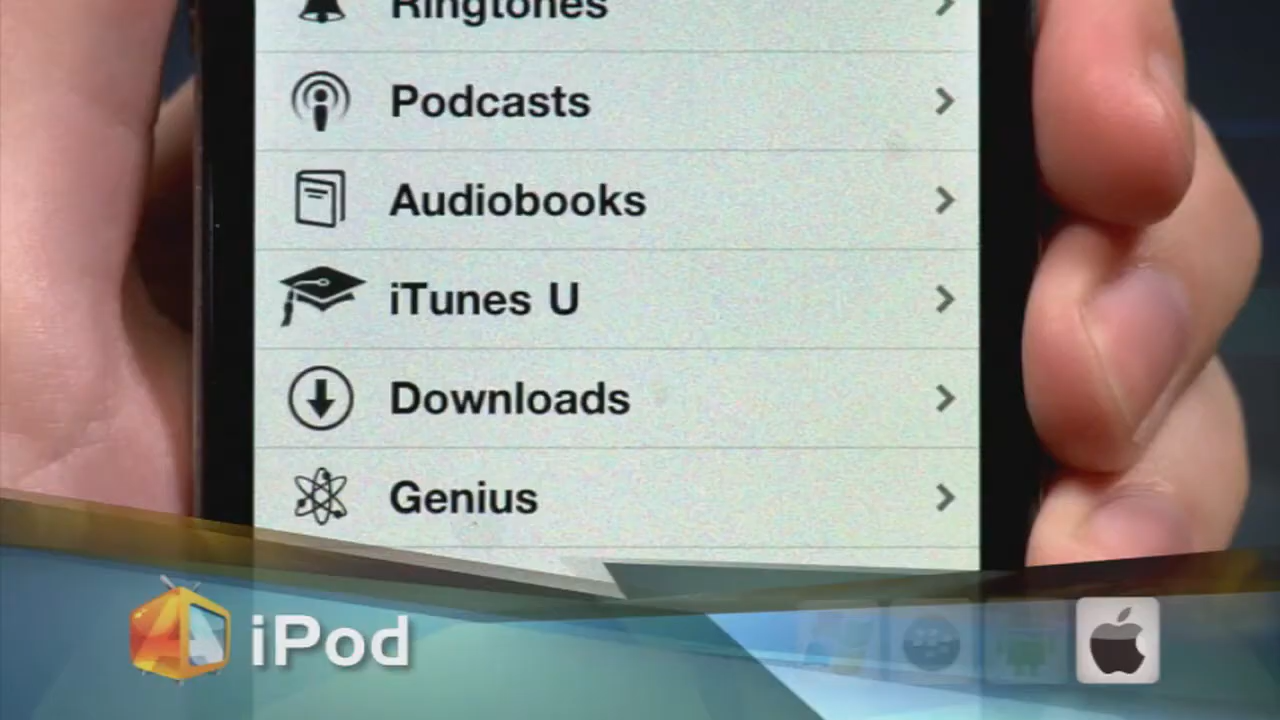 Ringtones
Podcasts
Audiobooks
iTunes U
Downloads
Genius
iPod